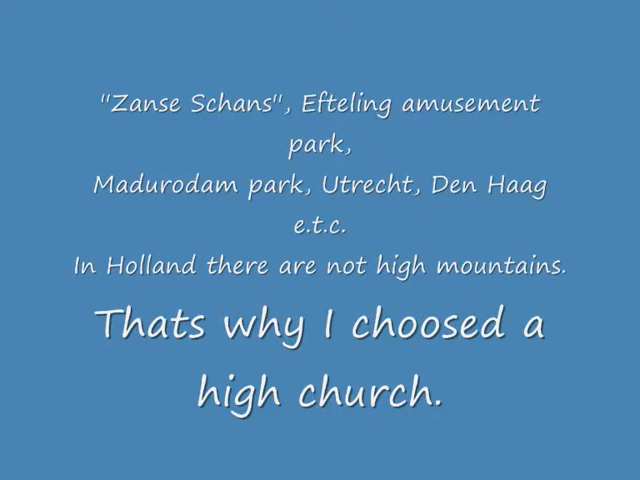 "Zanse Schans", Efteling amusement
park,
Madurodam park, Utrecht, Den Haag
e.t.c.
In Holland there are not high mountains.
Thats why I choosed a
high church.